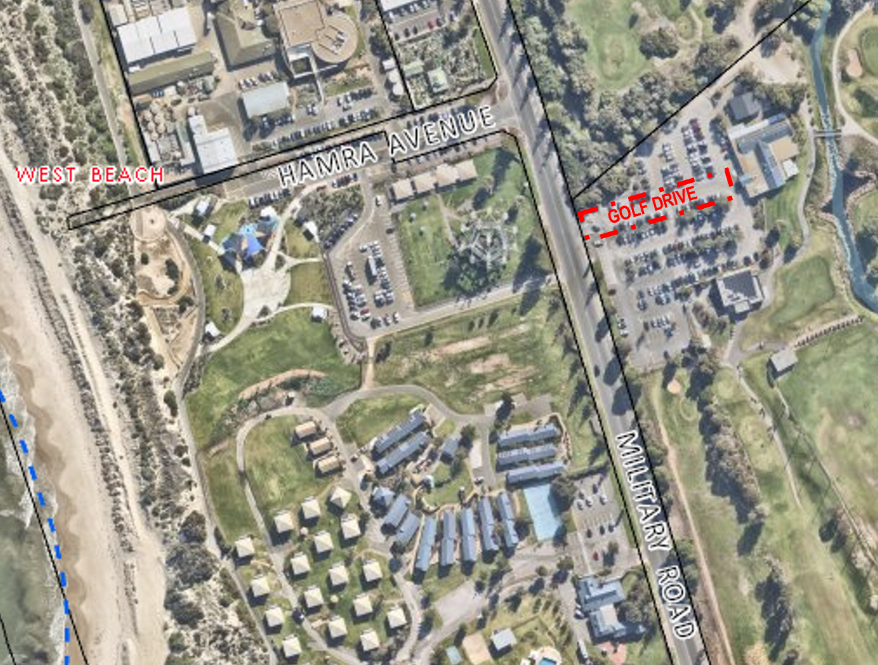 HAMRA AVENUE
WEST BEACH
GOLF DRIVE
MILITARY ROAD